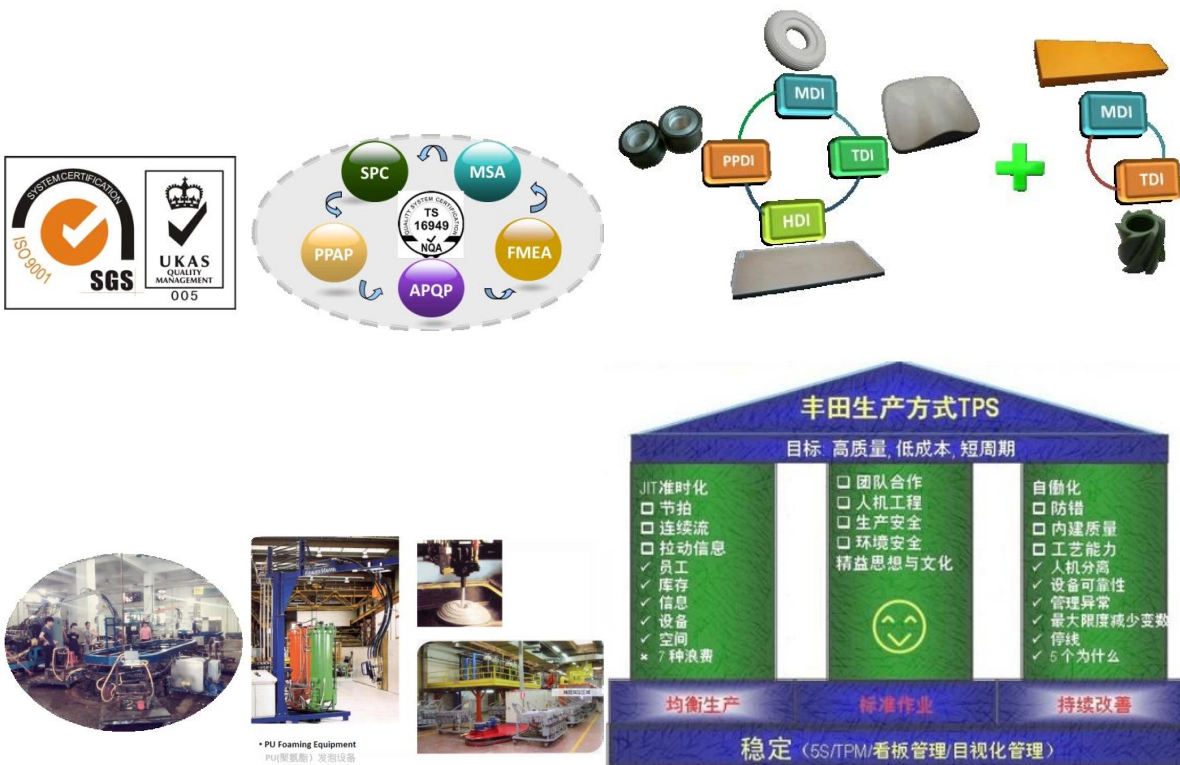 SYSTEM CERTIFICATION
ISO 9001
SGS
UKAS
QUALITY
MANAGEMENT
005
SPC
MSA
QUALITY SYSTEM CERTIFICATION
TS
16949
NQA
PPAP
FMEA
APQP
MDI
PPDI
TDI
HDI
MDI
TDI
• PU Foaming Equipment
PU(聚氨酯）发泡设备
丰田生产方式TPS
目标: 高质量, 低成本, 短周期
JIT准时化
□ 节拍
□ 连续流
□ 拉动信息
✓ 员工
✓ 库存
✓ 信息
✓ 设备
✓ 空间
× 7 种浪费
❑ 团队合作
❑ 人机工程
❑ 生产安全
❑ 环境安全
精益思想与文化
自働化
□ 防错
□ 内建质量
□ 工艺能力
✓ 人机分离
✓ 设备可靠性
✓ 管理异常
✓ 最大限度减少变数
✓ 停线
✓ 5 个为什么
均衡生产
标准作业
持续改善
稳定（5S/TPM/看板管理/目视化管理）